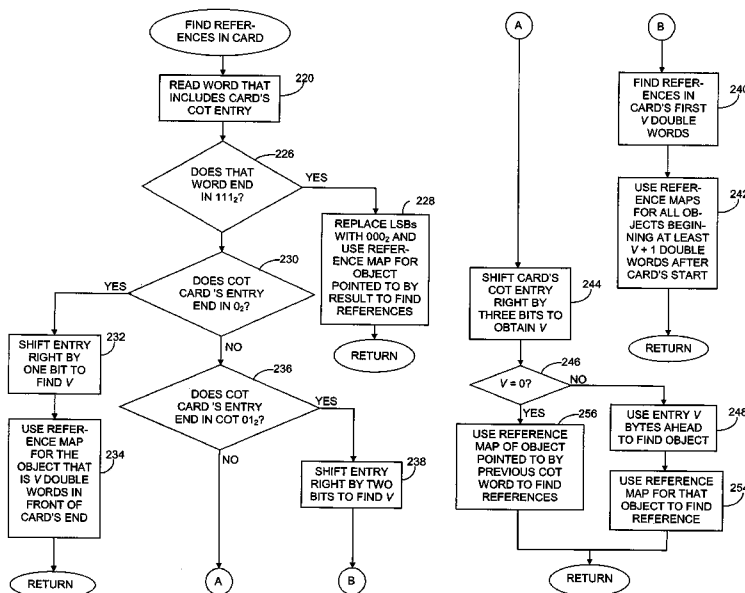 FIND REFER-
ENCES IN CARD
220
READ WORD THAT
INCLUDES CARD'S
COT ENTRY
226
DOES THAT
WORD END
IN 111₂?
YES
228
REPLACE LSBs
WITH 000₂ AND
USE REFER-
ENCE MAP FOR
OBJECT
POINTED TO BY
RESULT TO FIND
REFERENCES
RETURN
230
DOES COT
CARD 'S ENTRY
END IN 0₂?
YES
NO
232
SHIFT ENTRY
RIGHT BY
ONE BIT TO
FIND V
234
USE REFER-
ENCE MAP
FOR THE
OBJECT THAT
IS V DOUBLE
WORDS IN
FRONT OF
CARD'S END
RETURN
236
DOES COT
CARD 'S ENTRY
END IN COT 01₂?
YES
NO
238
SHIFT ENTRY
RIGHT BY TWO
BITS TO FIND V
A
B
A
244
SHIFT CARD'S
COT ENTRY
RIGHT BY
THREE BITS TO
OBTAIN V
246
V = 0?
NO
YES
256
USE REFERENCE
MAP OF OBJECT
POINTED TO BY
PREVIOUS COT
WORD TO FIND
REFERENCES
248
USE ENTRY V
BYTES AHEAD
TO FIND OBJECT
254
USE REFERENCE
MAP FOR THAT
OBJECT TO FIND
REFERENCE
RETURN
B
240
FIND REFER-
ENCES IN
CARD'S FIRST
V DOUBLE
WORDS
242
USE REFER-
ENCE MAPS
FOR ALL OB-
JECTS BEGIN-
NING AT LEAST
V + 1 DOUBLE
WORDS AFTER
CARD'S START
RETURN